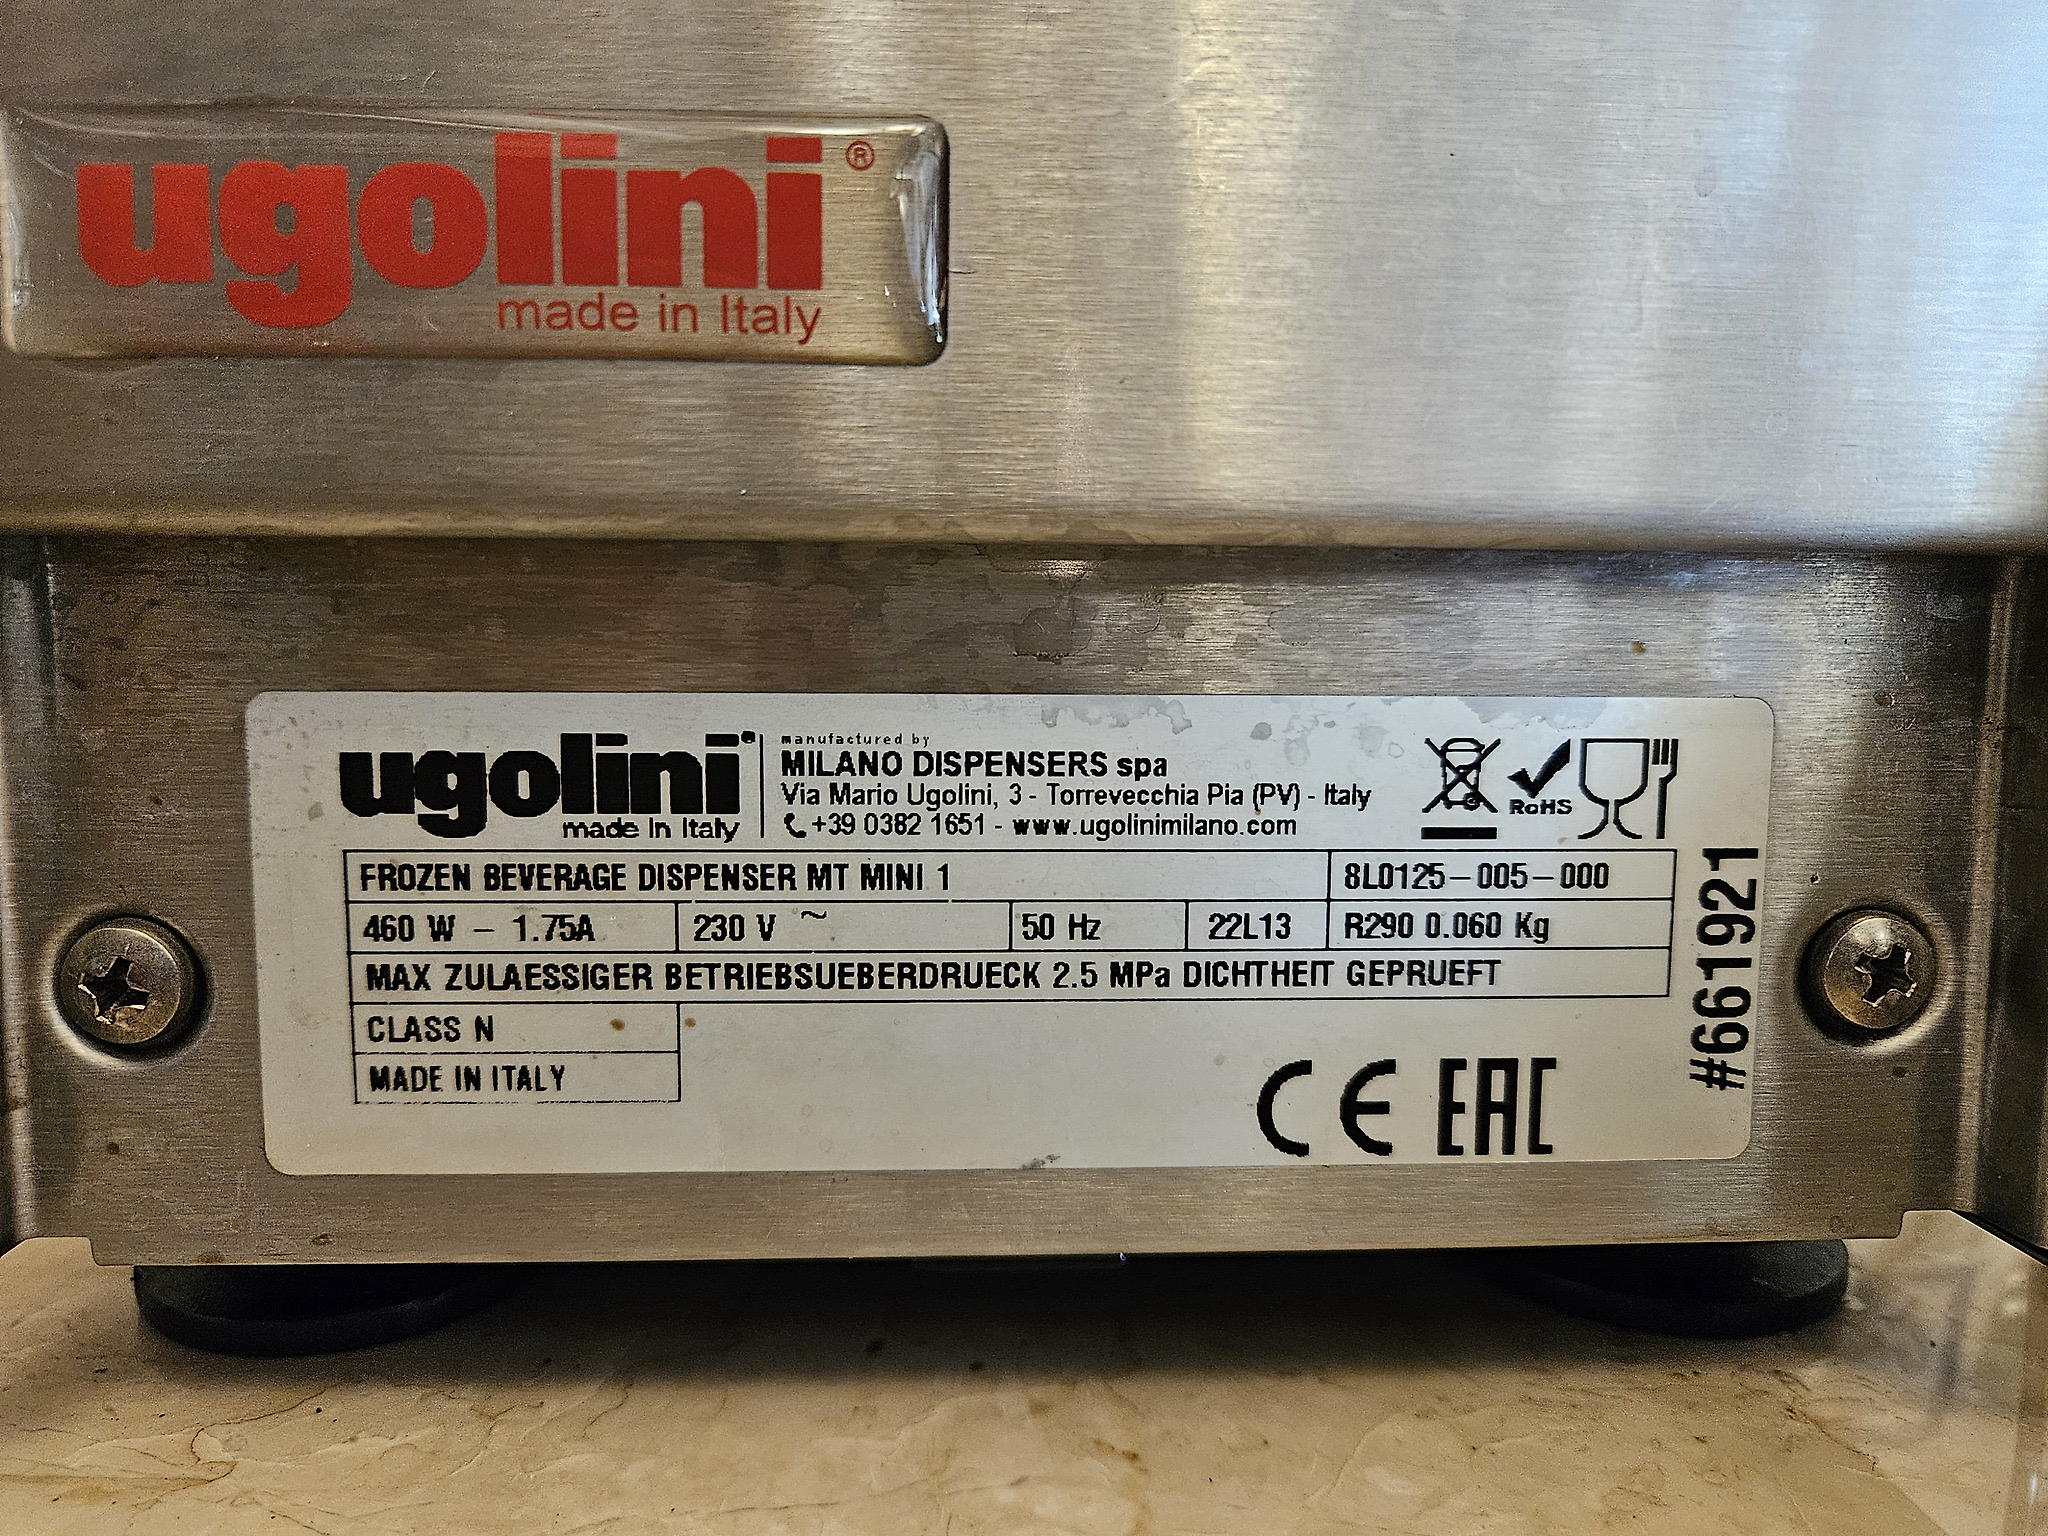 ugolini®
made in Italy
ugolini
made in Italy
manufactured by
MILANO DISPENSERS spa
Via Mario Ugolini, 3 - Torrevecchia Pia (PV) - Italy
+39 0382 1651 - www.ugolinimilano.com
RoHS
FROZEN BEVERAGE DISPENSER MT MINI 1 8L0125-005-000
460 W - 1.75A 230 V ~ 50 Hz 22L13 R290 0.060 Kg
MAX ZULAESSIGER BETRIEBSUEBERDRUECK 2.5 MPa DICHTHEIT GEPRUEFT
CLASS N
MADE IN ITALY
CE EAC
#661921